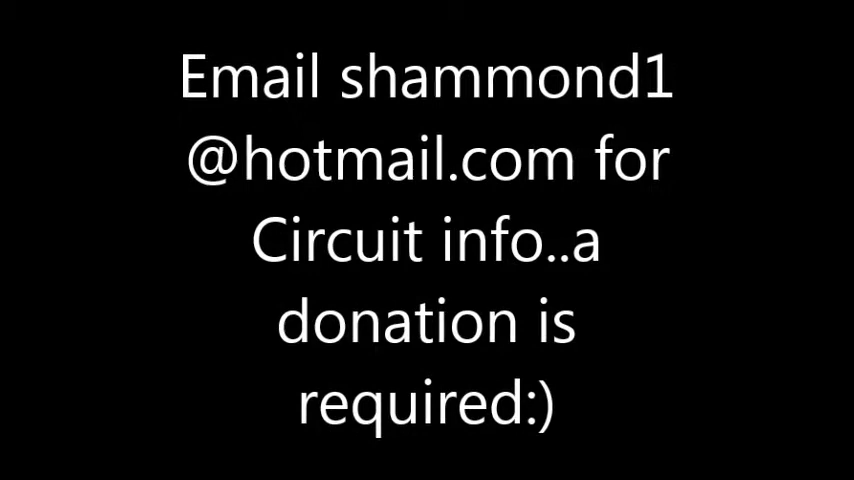 Email shammond1
@hotmail.com for
Circuit info..a
donation is
required:)